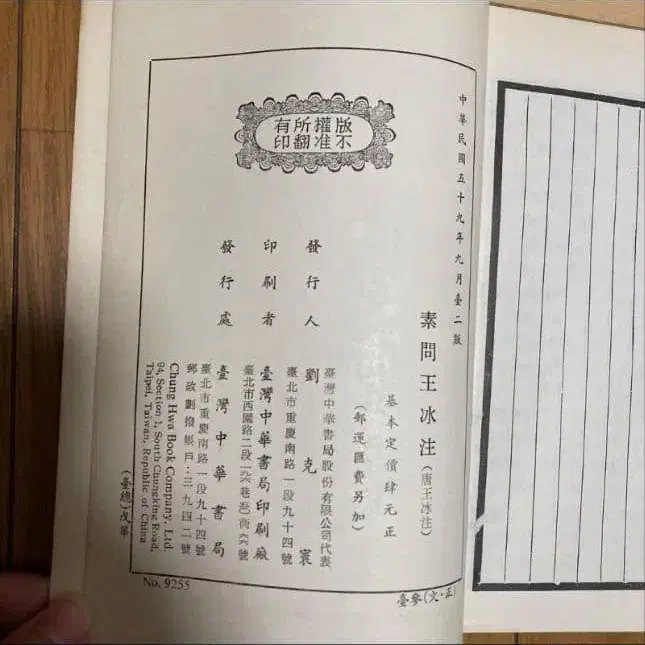 版權所有
不准翻印
中華民國五十九年九月臺二版
素問王冰注(唐王冰注)
基本定價肆元正
(郵運匯費另加)
臺灣中華書局股份有限公司代表
發行人 劉克寰
臺北市重慶南路一段九十四號
印刷者 臺灣中華書局印刷廠
臺北市西園路二段
發行處 臺灣中華書局
臺北市重慶南路一段九十四號
郵政劃撥帳戶:三九四二號
Chung Hwa Book Company, Ltd.
94, Section 1, South Chungking Road,
Taipei, Taiwan, Republic of China
(臺總)戊華
No. 9255
臺參(文·正)